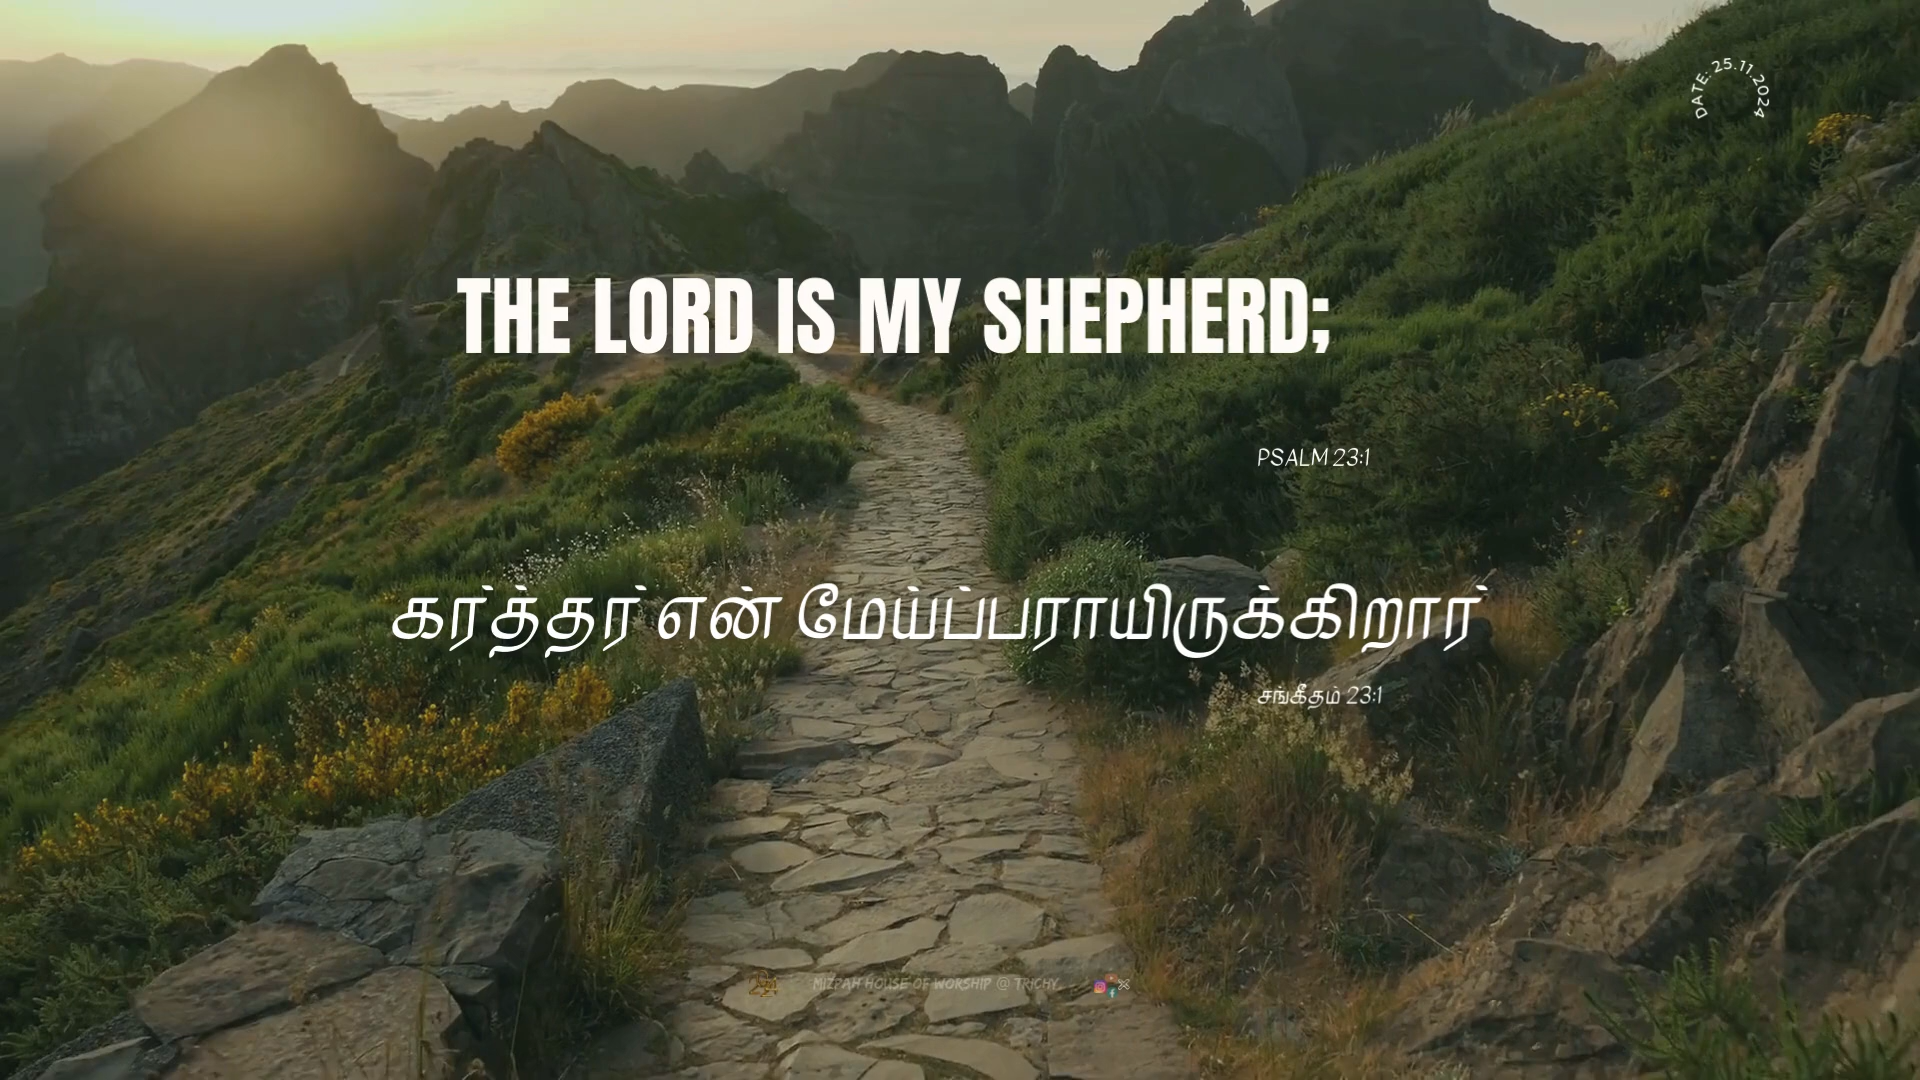 DATE: 25.11.2024
THE LORD IS MY SHEPHERD;
PSALM 23:1
கர்த்தர் என் மேய்ப்பராயிருக்கிறார்
சங்கீதம் 23:1
MIZPAH HOUSE OF WORSHIP @ TRICHY